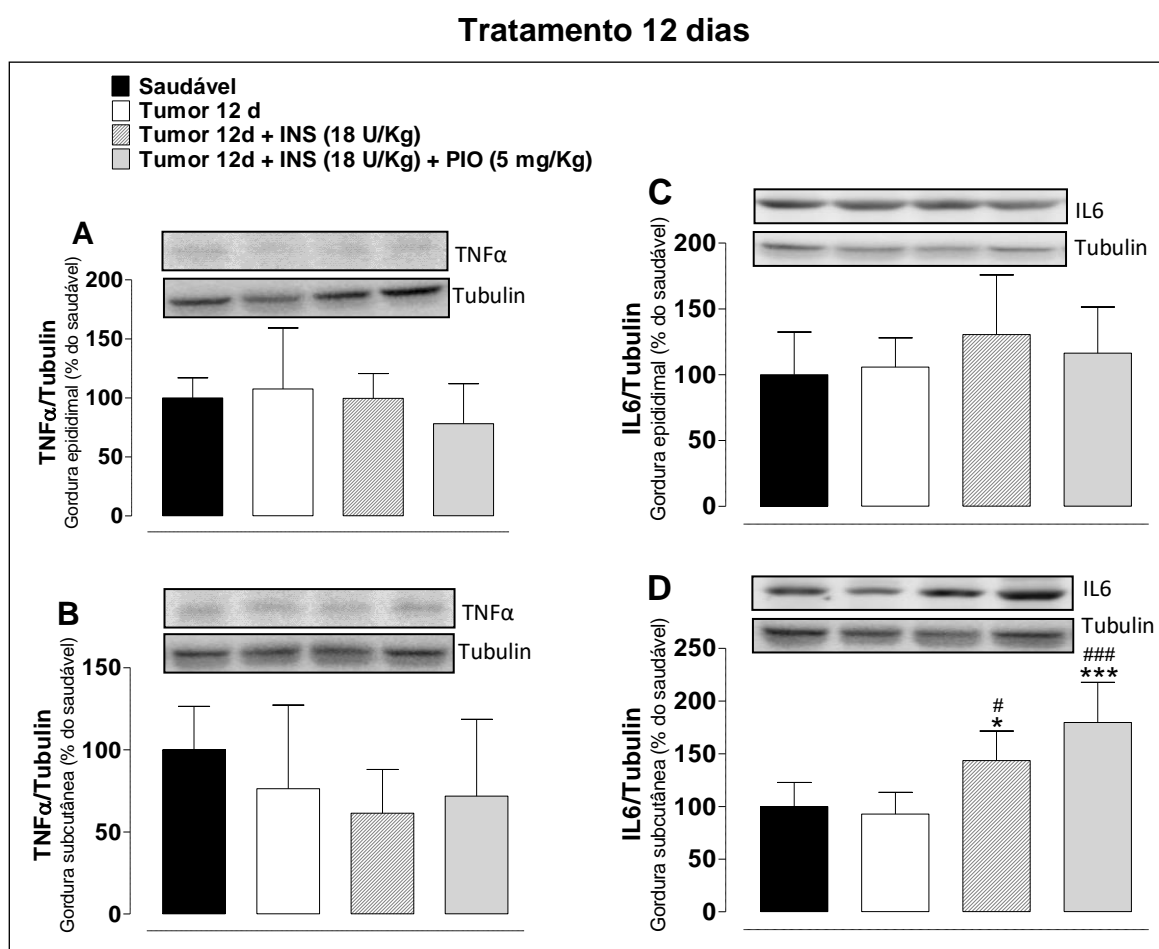 Tratamento 12 dias
Saudável
Tumor 12 d
Tumor 12d + INS (18 U/Kg)
Tumor 12d + INS (18 U/Kg) + PIO (5 mg/Kg)
A
TNFα
Tubulin
TNFα/Tubulin
Gordura epididimal (% do saudável)
200
150
100
50
0
B
TNFα
Tubulin
TNFα/Tubulin
Gordura subcutânea (% do saudável)
150
100
50
0
C
IL6
Tubulin
IL6/Tubulin
Gordura epididimal (% do saudável)
200
150
100
50
0
D
IL6
Tubulin
IL6/Tubulin
Gordura subcutânea (% do saudável)
250
200
150
100
50
0
#
*
###
***